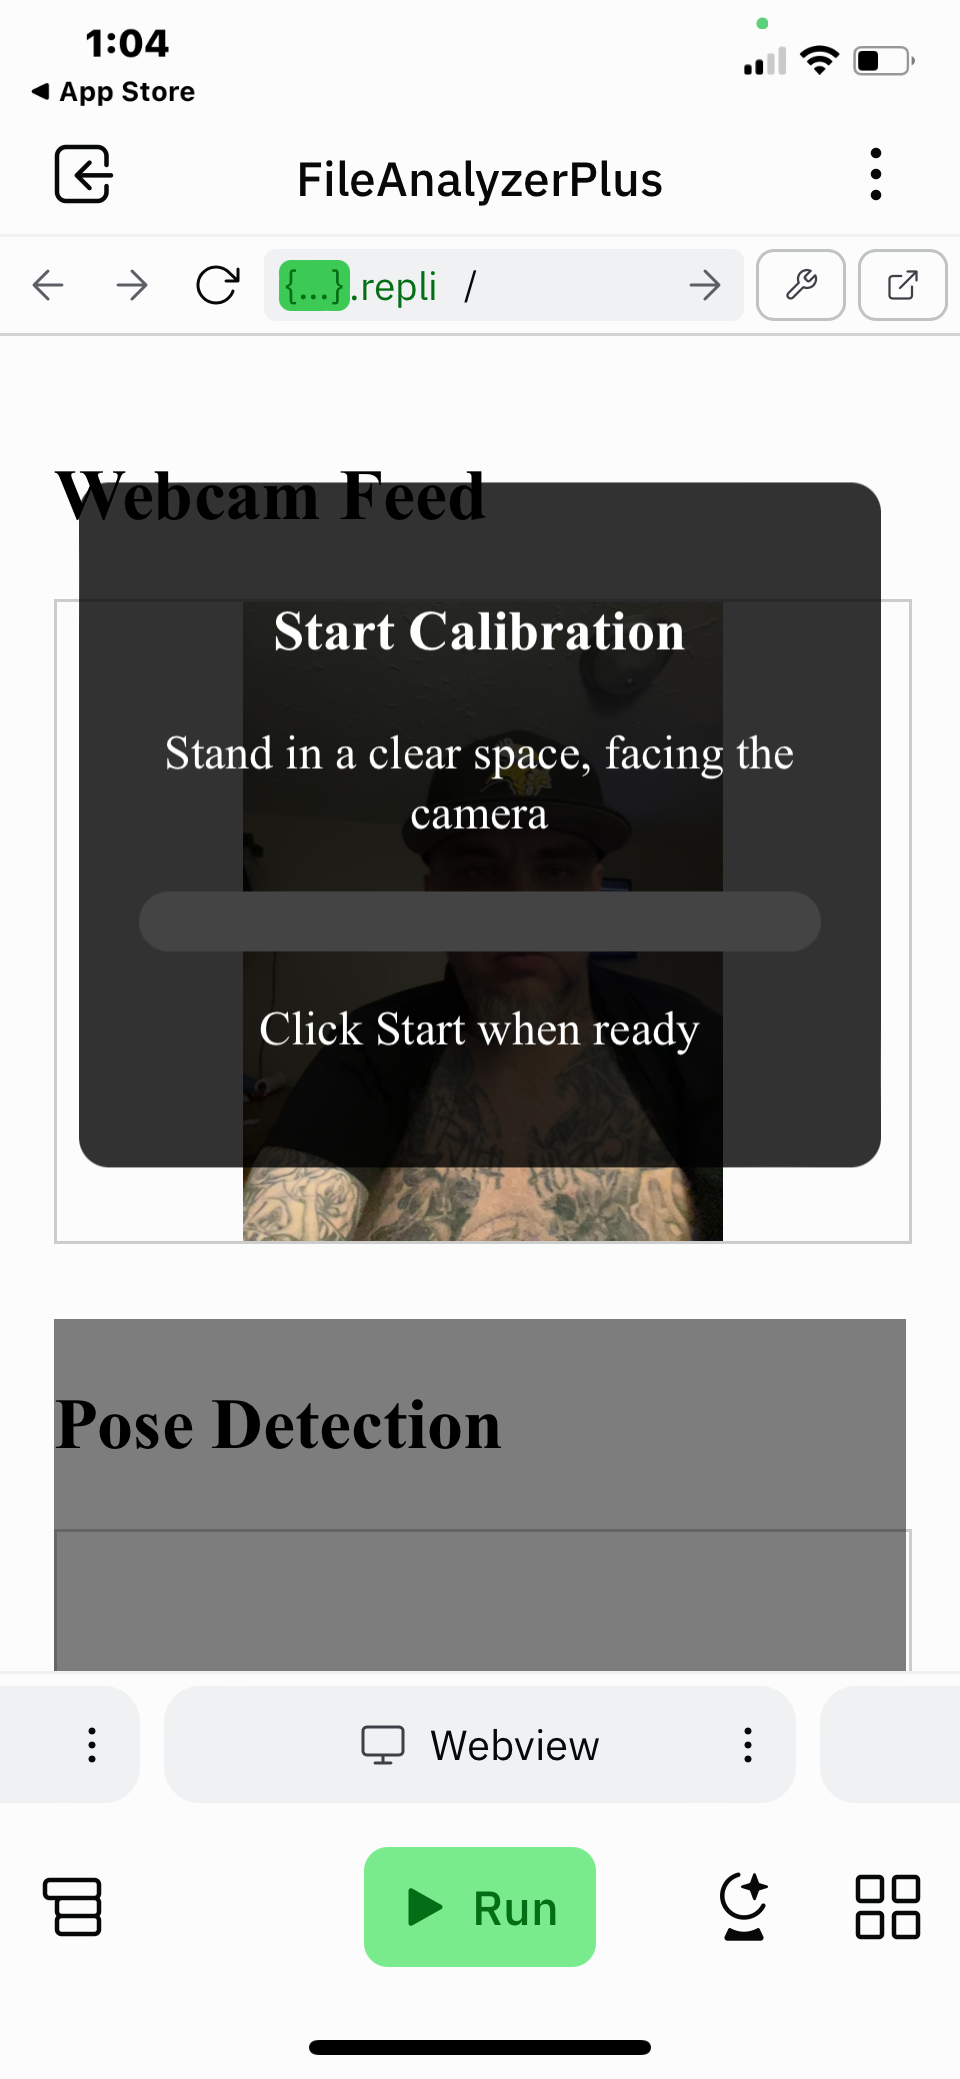 1:04
App Store
FileAnalyzerPlus
{...}.repli /
Webcam Feed
Start Calibration
Stand in a clear space, facing the
camera
Click Start when ready
Pose Detection
Webview
Run